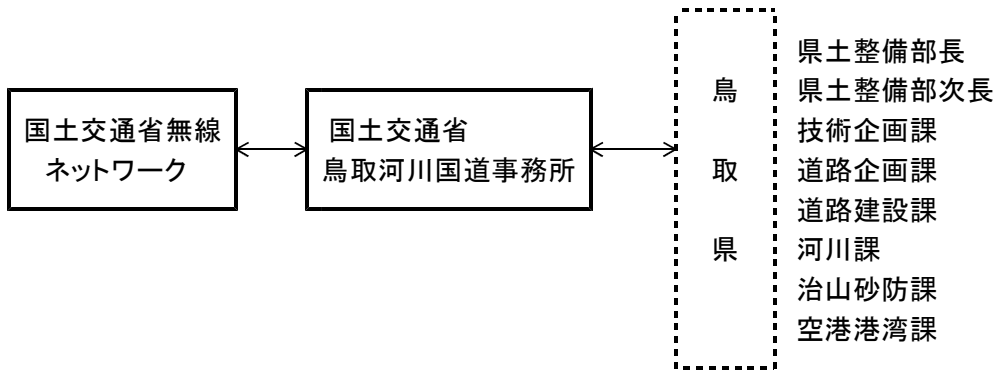 国土交通省無線
ネットワーク
国土交通省
鳥取河川国道事務所
鳥
取
県
県土整備部長
県土整備部次長
技術企画課
道路企画課
道路建設課
河川課
治山砂防課
空港港湾課